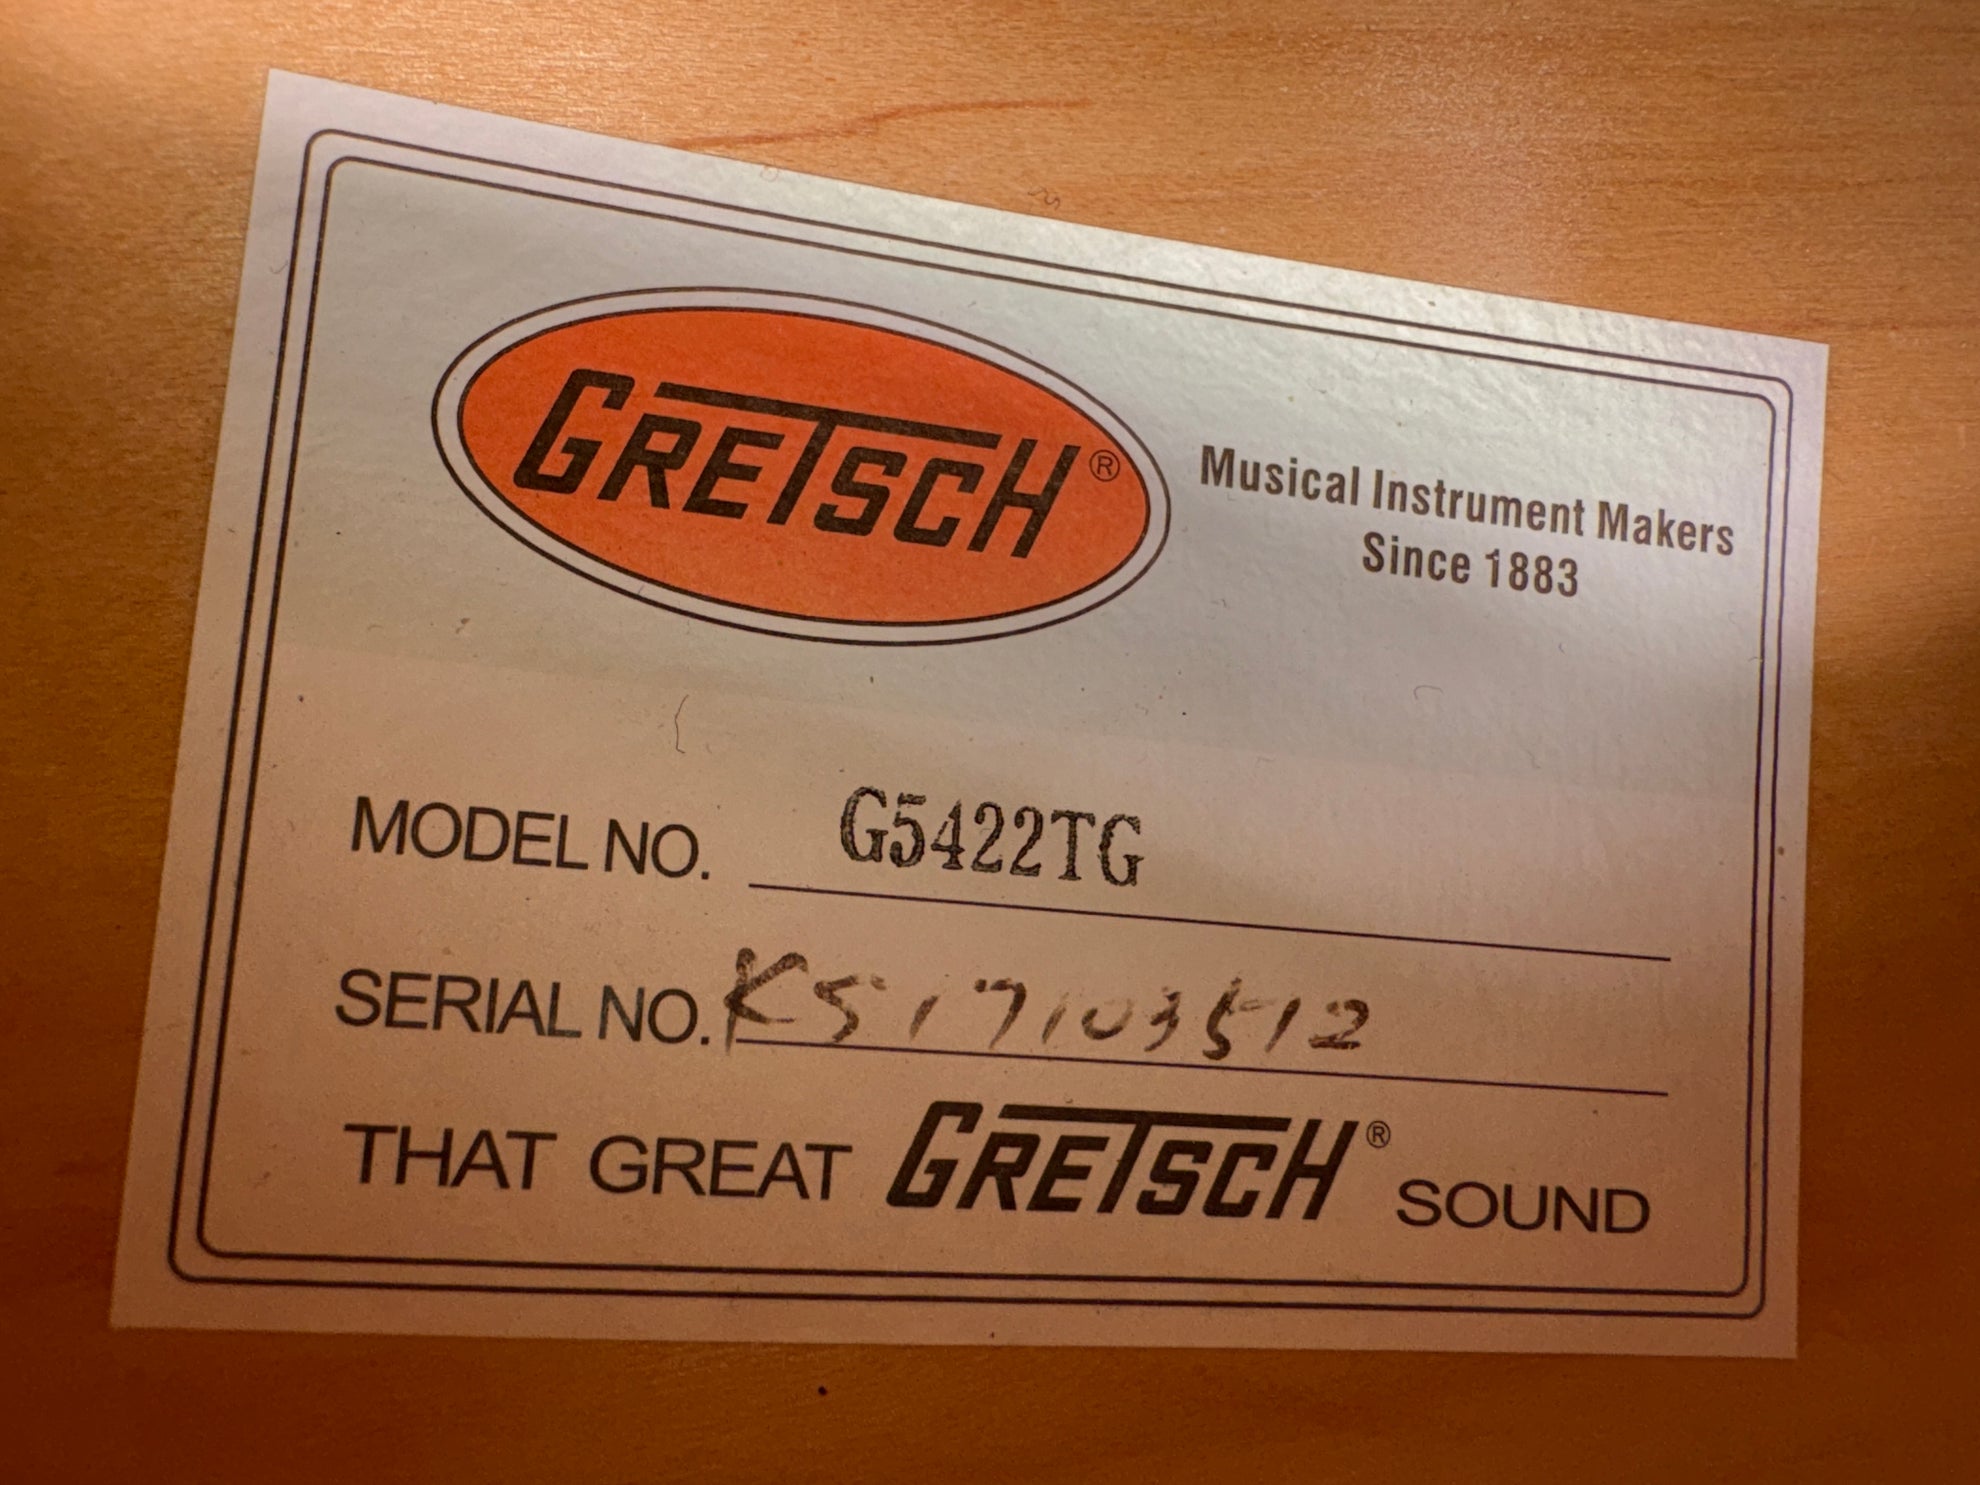 GRETSCH®
Musical Instrument Makers
Since 1883
MODEL NO. G5422TG
SERIAL NO. KS17103512
THAT GREAT GRETSCH® SOUND